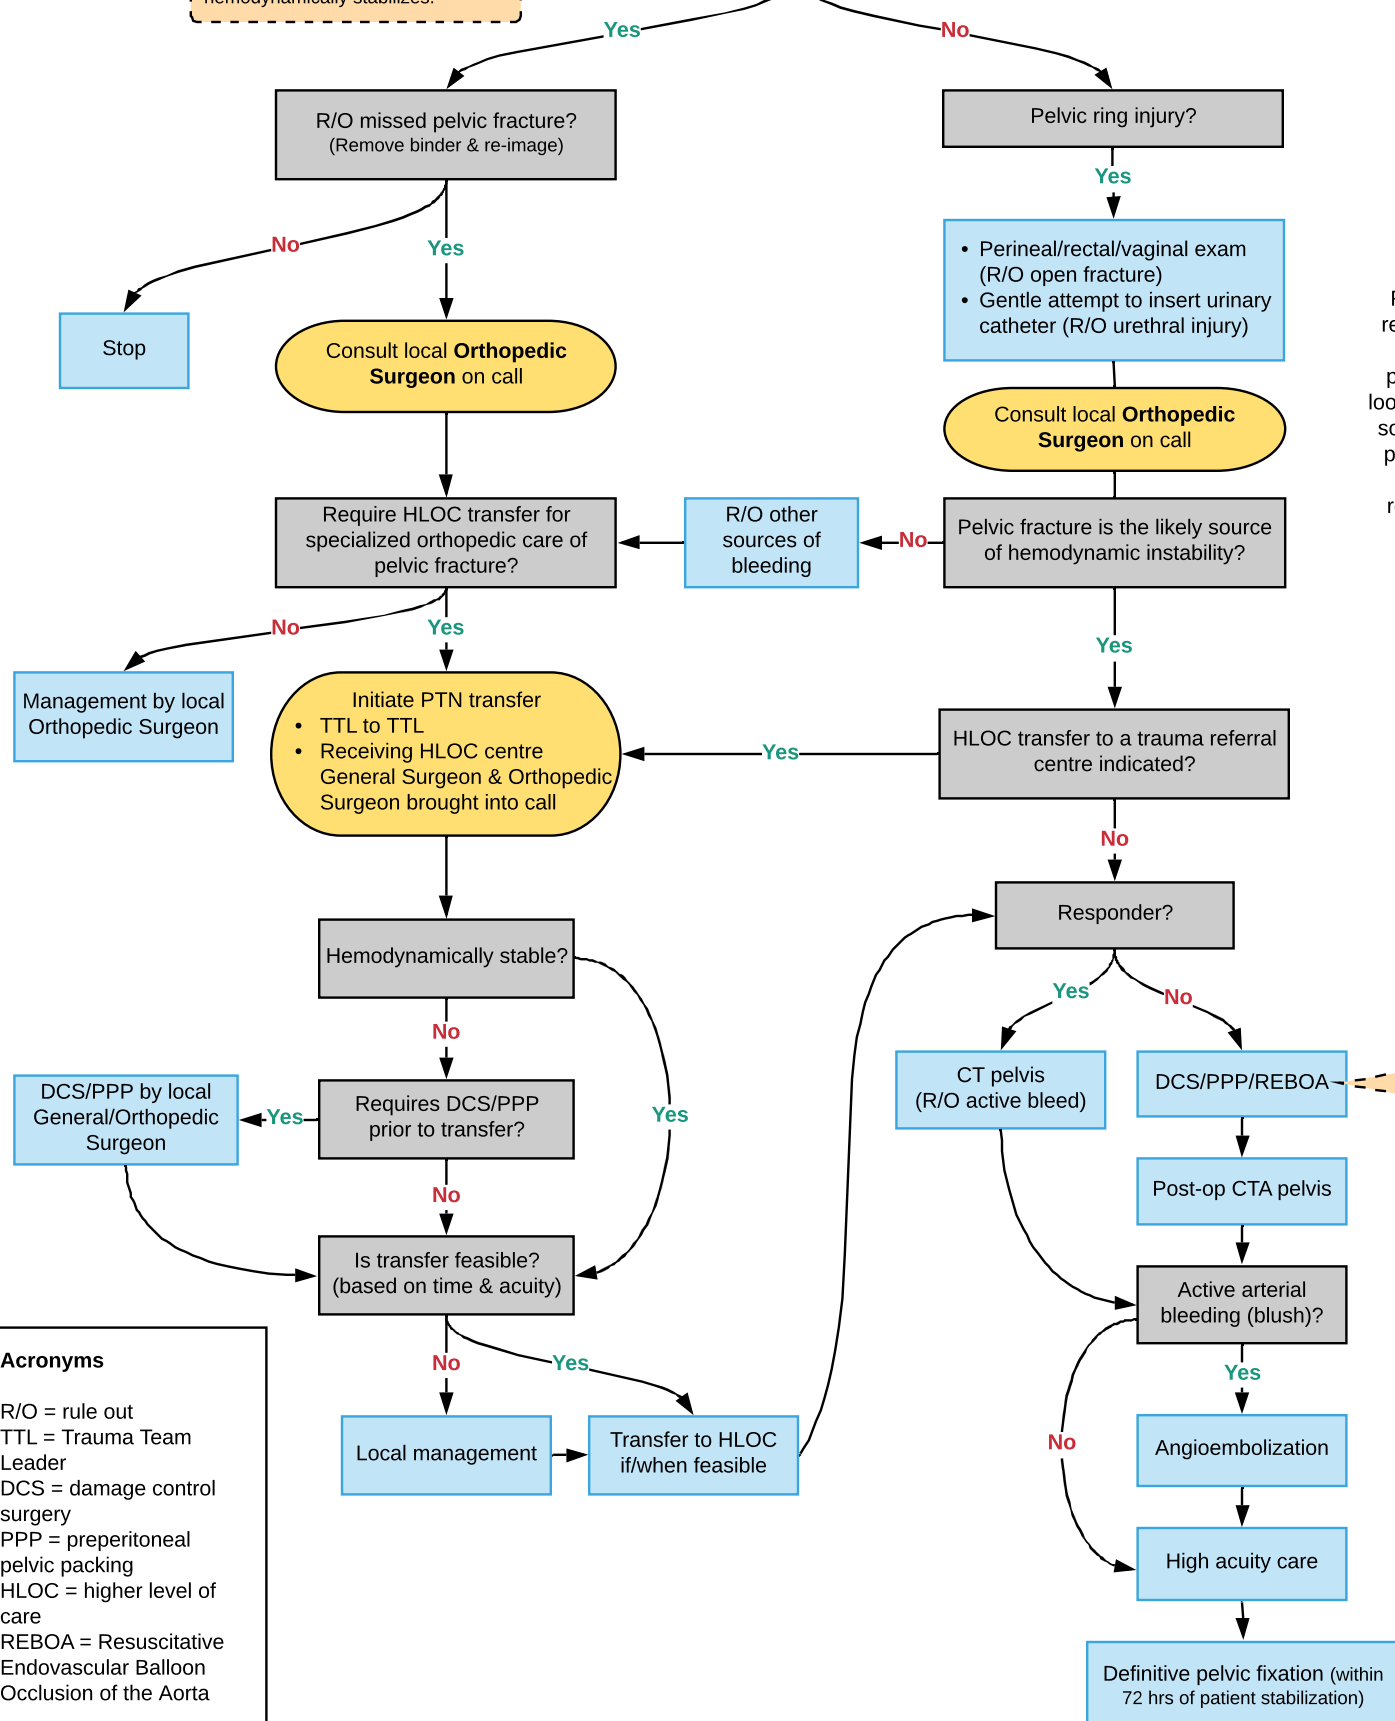 hemodynamically stabilizes.
Yes
No
R/O missed pelvic fracture?
(Remove binder & re-image)
Pelvic ring injury?
Yes
No
Yes
• Perineal/rectal/vaginal exam
(R/O open fracture)
• Gentle attempt to insert urinary
catheter (R/O urethral injury)
Stop
Consult local Orthopedic
Surgeon on call
Consult local Orthopedic
Surgeon on call
Require HLOC transfer for
specialized orthopedic care of
pelvic fracture?
R/O other
sources of
bleeding
No
Pelvic fracture is the likely source
of hemodynamic instability?
No
Yes
Yes
Management by local
Orthopedic Surgeon
Initiate PTN transfer
• TTL to TTL
• Receiving HLOC centre
General Surgeon & Orthopedic
Surgeon brought into call
Yes
HLOC transfer to a trauma referral
centre indicated?
No
Responder?
Hemodynamically stable?
Yes
No
No
DCS/PPP by local
General/Orthopedic
Surgeon
Yes
Requires DCS/PPP
prior to transfer?
Yes
CT pelvis
(R/O active bleed)
DCS/PPP/REBOA
No
Post-op CTA pelvis
Is transfer feasible?
(based on time & acuity)
Active arterial
bleeding (blush)?
No
Yes
Yes
Local management
Transfer to HLOC
if/when feasible
No
Angioembolization
High acuity care
Definitive pelvic fixation (within
72 hrs of patient stabilization)
Acronyms
R/O = rule out
TTL = Trauma Team
Leader
DCS = damage control
surgery
PPP = preperitoneal
pelvic packing
HLOC = higher level of
care
REBOA = Resuscitative
Endovascular Balloon
Occlusion of the Aorta